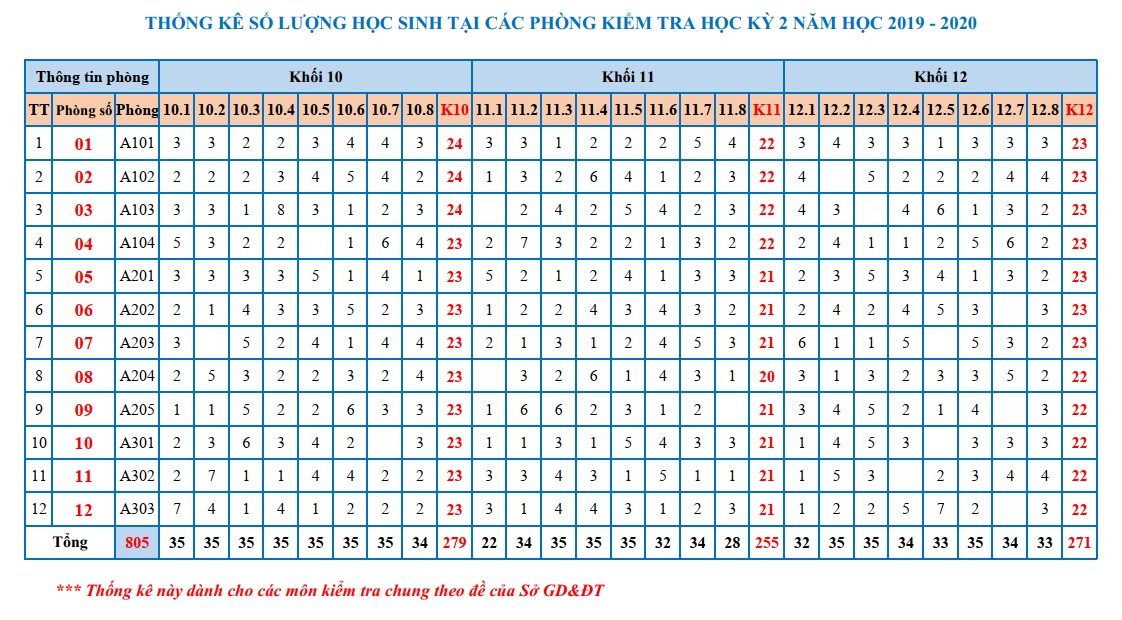 THỐNG KÊ SỐ LƯỢNG HỌC SINH TẠI CÁC PHÒNG KIỂM TRA HỌC KỲ 2 NĂM HỌC 2019 - 2020
Thông tin phòng Khối 10 Khối 11 Khối 12
TT Phòng số Phòng 10.1 10.2 10.3 10.4 10.5 10.6 10.7 10.8 K10 11.1 11.2 11.3 11.4 11.5 11.6 11.7 11.8 K11 12.1 12.2 12.3 12.4 12.5 12.6 12.7 12.8 K12
1 01 A101 3 3 2 2 3 4 4 3 24 3 3 1 2 2 2 5 4 22 3 4 3 3 1 3 3 3 23
2 02 A102 2 2 2 3 4 5 4 2 24 1 3 2 6 4 1 2 3 22 4 5 2 2 2 4 4 23
3 03 A103 3 3 1 8 3 1 2 3 24 2 4 2 5 4 2 3 22 4 3 4 6 1 3 2 23
4 04 A104 5 3 2 2 1 6 4 23 2 7 3 2 2 1 3 2 22 2 4 1 1 2 5 6 2 23
5 05 A201 3 3 3 3 5 1 4 1 23 5 2 1 2 4 1 3 3 21 2 3 5 3 4 1 3 2 23
6 06 A202 2 1 4 3 3 5 2 3 23 1 2 2 4 3 4 3 2 21 2 4 2 4 5 3 3 23
7 07 A203 3 5 2 4 1 4 4 23 2 1 3 1 2 4 5 3 21 6 1 1 5 5 3 2 23
8 08 A204 2 5 3 2 2 3 2 4 23 3 2 6 1 4 3 1 20 3 1 3 2 3 3 5 2 22
9 09 A205 1 1 5 2 2 6 3 3 23 1 6 6 2 3 1 2 21 3 4 5 2 1 4 3 22
10 10 A301 2 3 6 3 4 2 3 23 1 1 3 1 5 4 3 3 21 1 4 5 3 3 3 3 22
11 11 A302 2 7 1 1 4 4 2 2 23 3 3 4 3 1 5 1 1 21 1 5 3 2 3 4 4 22
12 12 A303 7 4 1 4 1 2 2 2 23 3 1 4 4 3 1 2 3 21 1 2 2 5 7 2 3 22
Tổng 805 35 35 35 35 35 35 35 34 279 22 34 35 35 35 32 34 28 255 32 35 35 34 33 35 34 33 271
*** Thống kê này dành cho các môn kiểm tra chung theo đề của Sở GD&ĐT